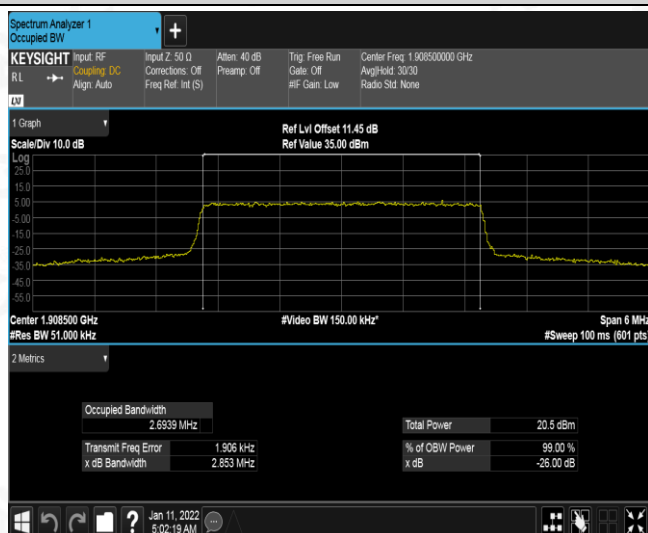 Spectrum Analyzer 1
Occupied BW
+
KEYSIGHT
RL
Input: RF
Coupling: DC
Align: Auto
Input Z: 50 Ω
Corrections: Off
Freq Ref: Int (S)
Atten: 40 dB
Preamp: Off
Trig: Free Run
Gate: Off
#IF Gain: Low
Center Freq: 1.908500000 GHz
Avg|Hold: 30/30
Radio Std: None
LXI
1 Graph
Scale/Div 10.0 dB
Ref Lvl Offset 11.45 dB
Ref Value 35.00 dBm
Log
25.0
15.0
5.00
-5.00
-15.0
-25.0
-35.0
-45.0
-55.0
Center 1.908500 GHz
#Res BW 51.000 kHz
#Video BW 150.00 kHz*
Span 6 MHz
#Sweep 100 ms (601 pts)
2 Metrics
Occupied Bandwidth
2.6939 MHz
Transmit Freq Error 1.906 kHz
x dB Bandwidth 2.853 MHz
Total Power 20.5 dBm
% of OBW Power 99.00 %
x dB -26.00 dB
?
Jan 11, 2022
5:02:19 AM